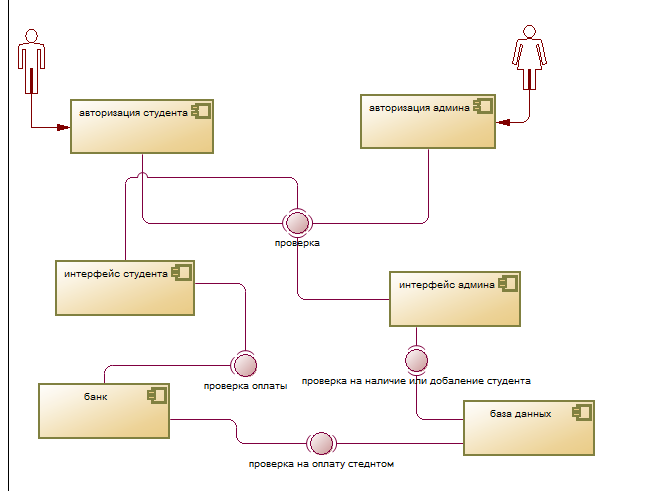 авторизация студента
авторизация админа
проверка
интерфейс студента
интерфейс админа
проверка оплаты
проверка на наличие или добаление студента
банк
база данных
проверка на оплату стеднтом